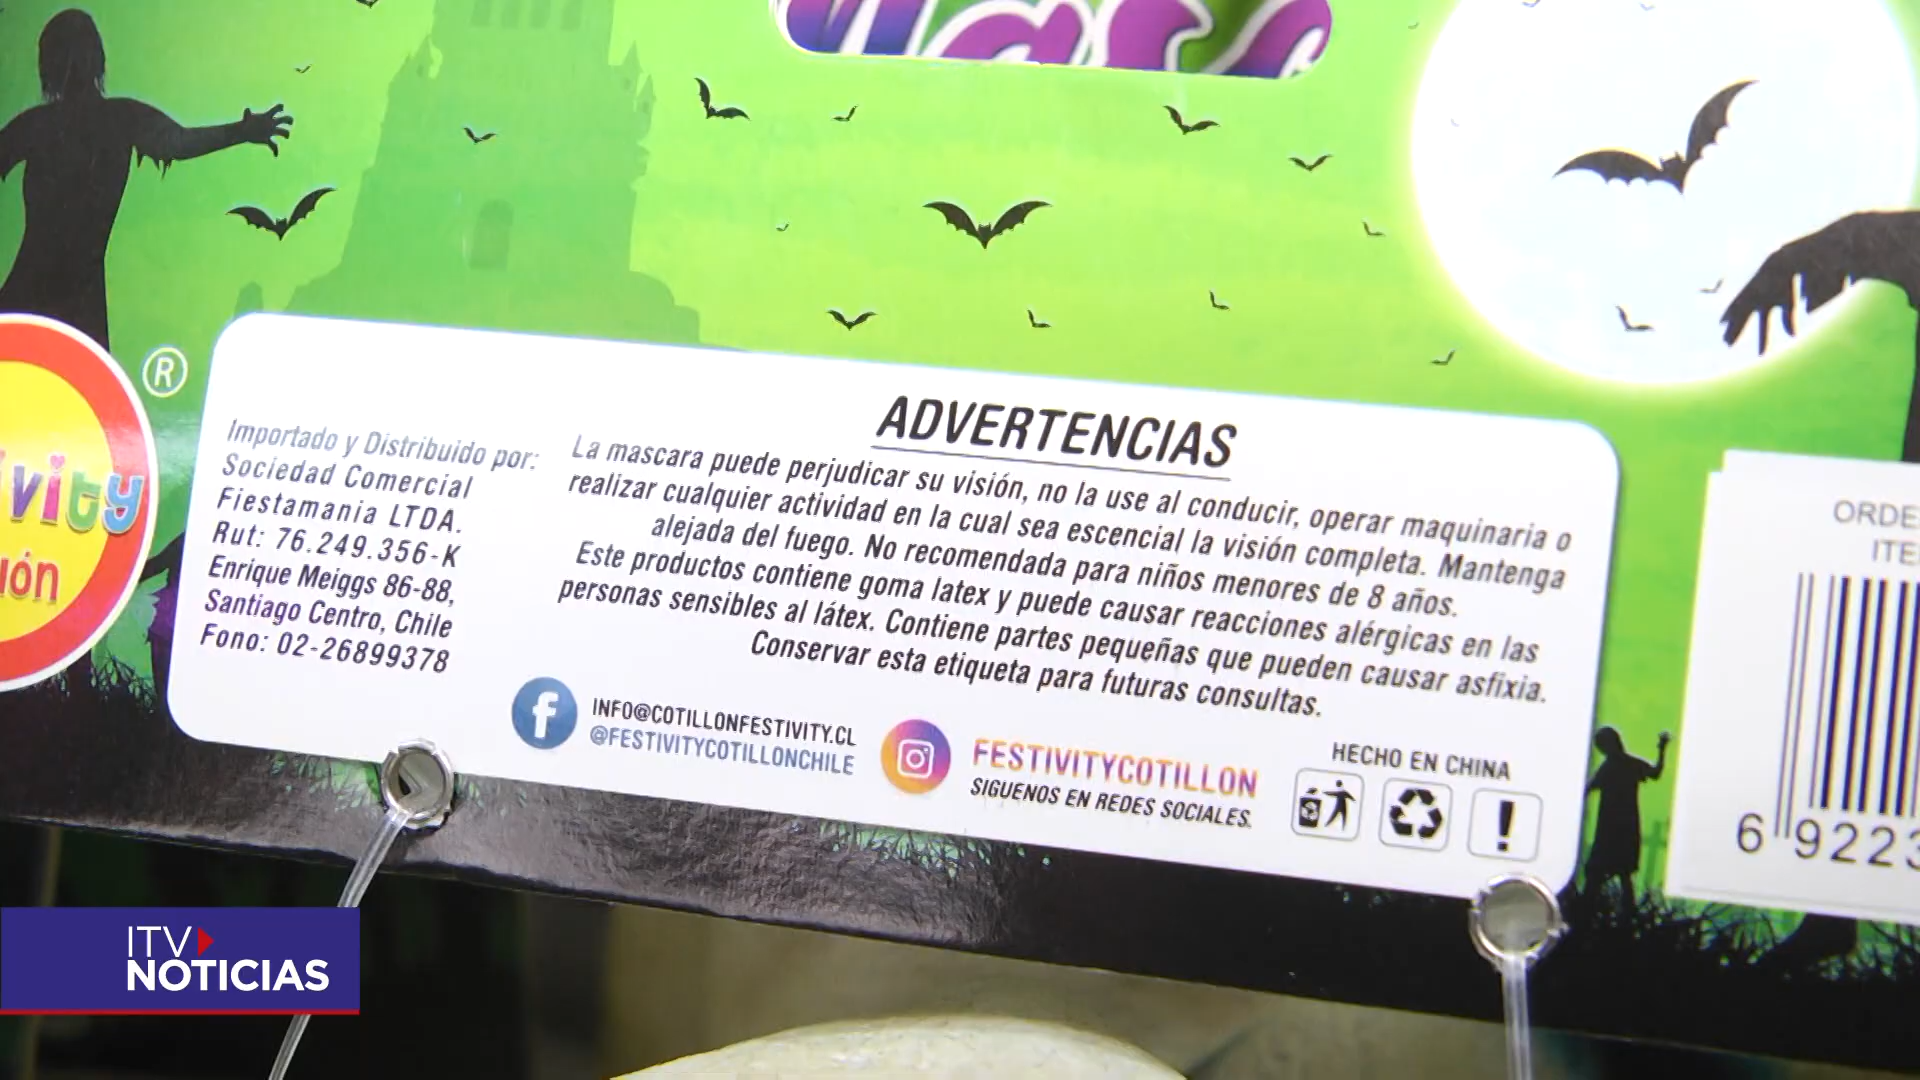 ®
Importado y Distribuido por:
Sociedad Comercial
Fiestamania LTDA.
Rut: 76.249.356-K
Enrique Meiggs 86-88,
Santiago Centro, Chile
Fono: 02-26899378
ADVERTENCIAS
La mascara puede perjudicar su visión, no la use al conducir, operar maquinaria o
realizar cualquier actividad en la cual sea escencial la visión completa. Mantenga
alejada del fuego. No recomendada para niños menores de 8 años.
Este productos contiene goma latex y puede causar reacciones alérgicas en las
personas sensibles al látex. Contiene partes pequeñas que pueden causar asfixia.
Conservar esta etiqueta para futuras consultas.
INFO@COTILLONFESTIVITY.CL
@FESTIVITYCOTILLONCHILE
FESTIVITYCOTILLON
SIGUENOS EN REDES SOCIALES.
HECHO EN CHINA
ITV
NOTICIAS